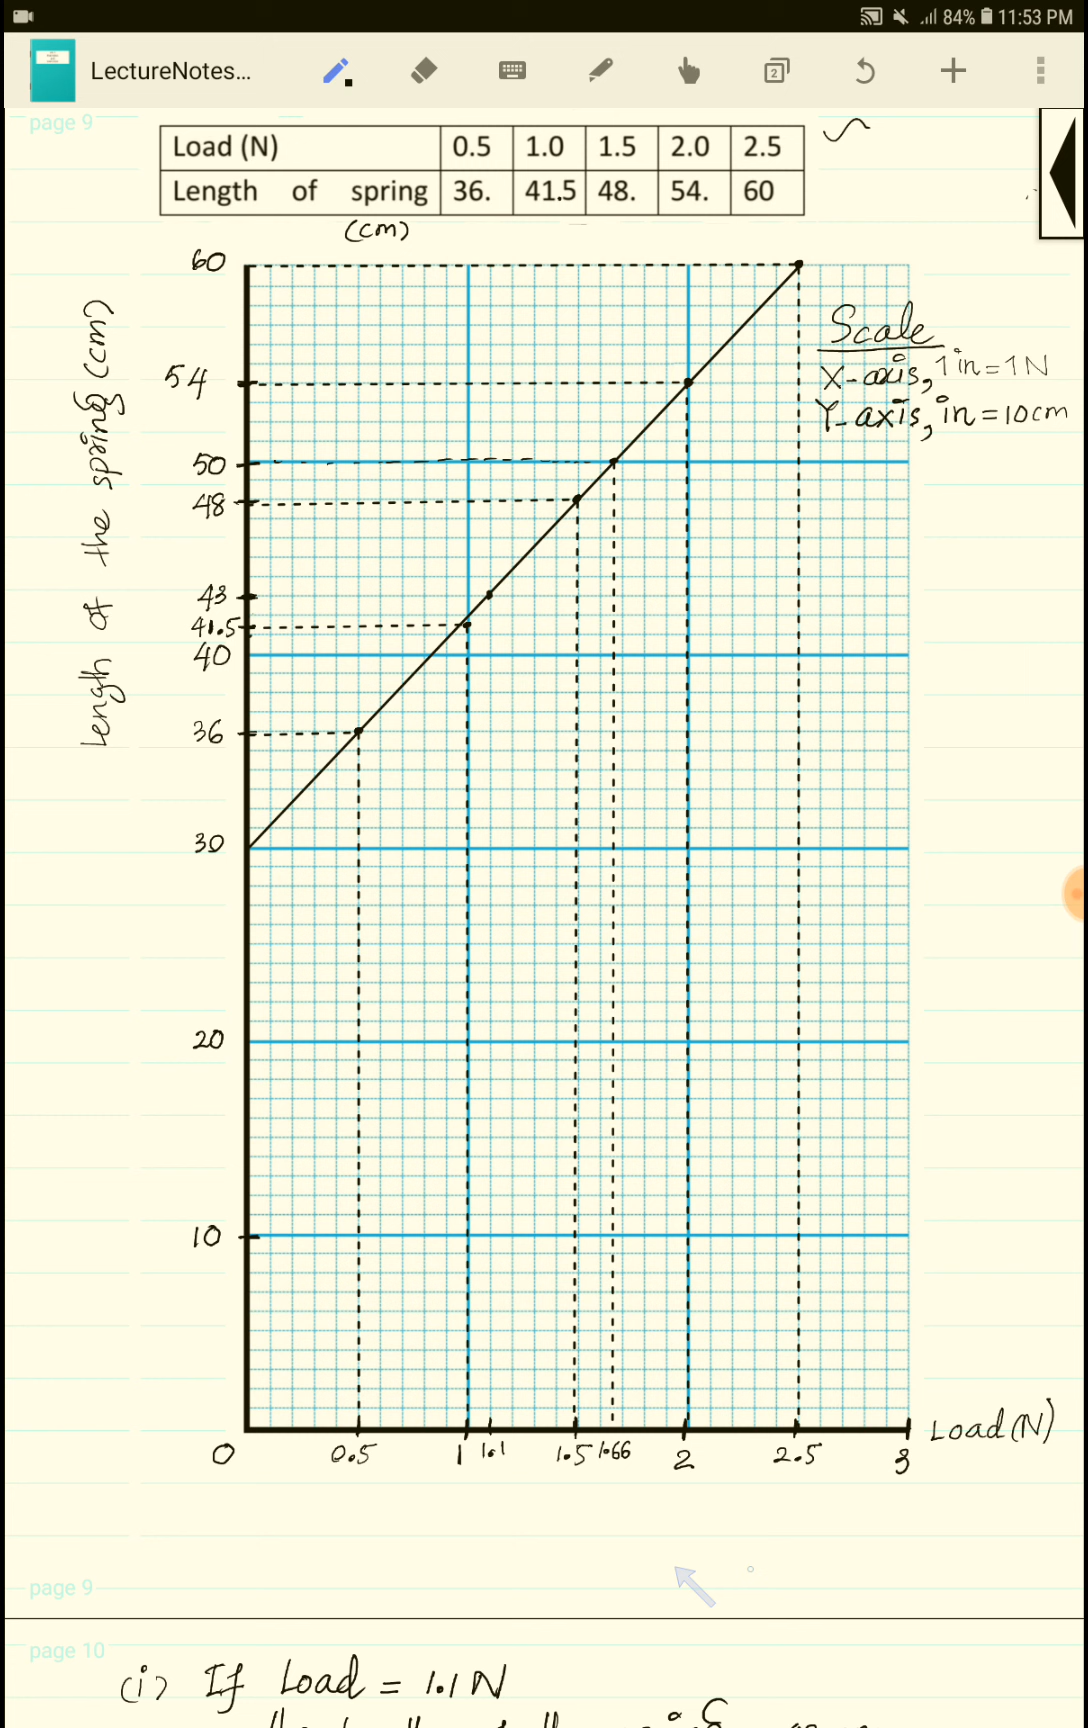 84% 11:53 PM
LectureNotes...
2
page 9
Load (N) 0.5 1.0 1.5 2.0 2.5
Length of spring 36. 41.5 48. 54. 60
(cm)
60
Scale
X-axis, 1 in = 1 N
Y-axis, in = 10 cm
54
50
48
43
41.5
40
36
30
20
10
Length of the spring (cm)
Load (N)
0 0.5 1 1.1 1.5 1.66 2 2.5 3
page 9
page 10
(i) If Load = 1.1 N